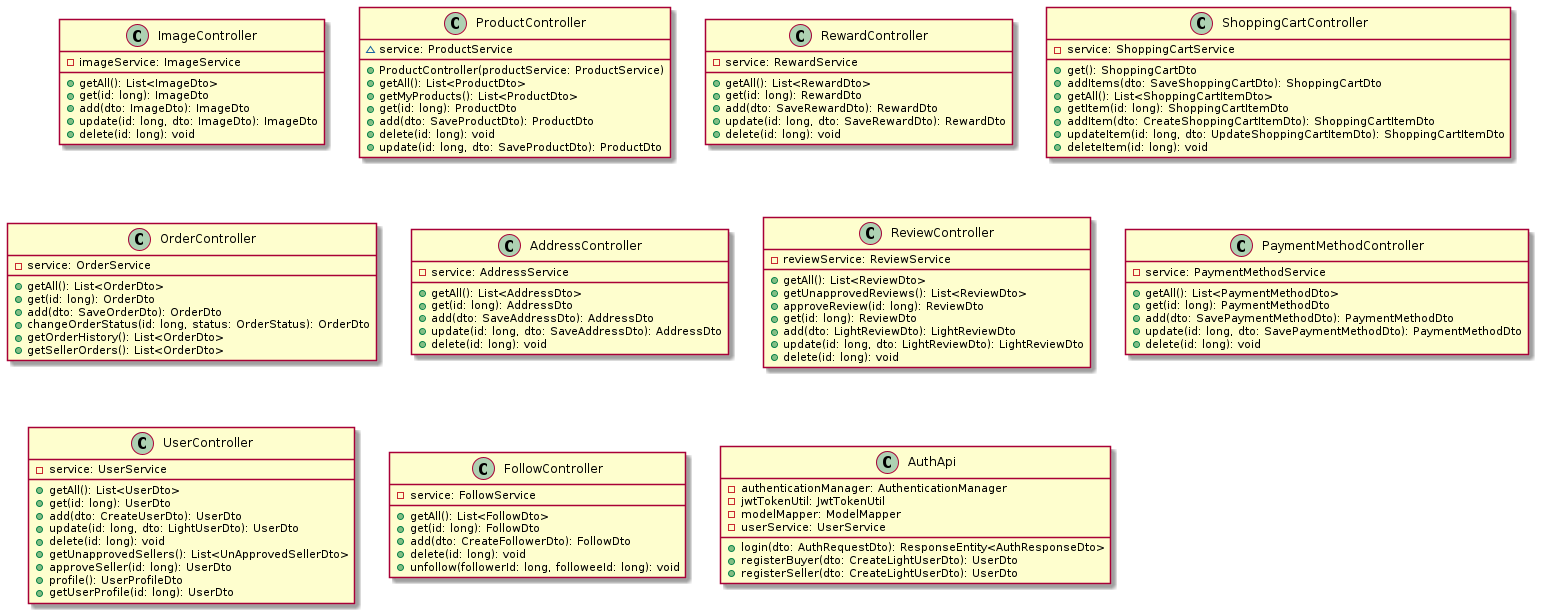 C ImageController
imageService: ImageService
getAll(): List<ImageDto>
get(id: long): ImageDto
add(dto: ImageDto): ImageDto
update(id: long, dto: ImageDto): ImageDto
delete(id: long): void
C ProductController
service: ProductService
ProductController(productService: ProductService)
getAll(): List<ProductDto>
getMyProducts(): List<ProductDto>
get(id: long): ProductDto
add(dto: SaveProductDto): ProductDto
delete(id: long): void
update(id: long, dto: SaveProductDto): ProductDto
C RewardController
service: RewardService
getAll(): List<RewardDto>
get(id: long): RewardDto
add(dto: SaveRewardDto): RewardDto
update(id: long, dto: SaveRewardDto): RewardDto
delete(id: long): void
C ShoppingCartController
service: ShoppingCartService
get(): ShoppingCartDto
addItems(dto: SaveShoppingCartDto): ShoppingCartDto
getAll(): List<ShoppingCartItemDto>
getItem(id: long): ShoppingCartItemDto
addItem(dto: CreateShoppingCartItemDto): ShoppingCartItemDto
updateItem(id: long, dto: UpdateShoppingCartItemDto): ShoppingCartItemDto
deleteItem(id: long): void
C OrderController
service: OrderService
getAll(): List<OrderDto>
get(id: long): OrderDto
add(dto: SaveOrderDto): OrderDto
changeOrderStatus(id: long, status: OrderStatus): OrderDto
getOrderHistory(): List<OrderDto>
getSellerOrders(): List<OrderDto>
C AddressController
service: AddressService
getAll(): List<AddressDto>
get(id: long): AddressDto
add(dto: SaveAddressDto): AddressDto
update(id: long, dto: SaveAddressDto): AddressDto
delete(id: long): void
C ReviewController
reviewService: ReviewService
getAll(): List<ReviewDto>
getUnapprovedReviews(): List<ReviewDto>
approveReview(id: long): ReviewDto
get(id: long): ReviewDto
add(dto: LightReviewDto): LightReviewDto
update(id: long, dto: LightReviewDto): LightReviewDto
delete(id: long): void
C PaymentMethodController
service: PaymentMethodService
getAll(): List<PaymentMethodDto>
get(id: long): PaymentMethodDto
add(dto: SavePaymentMethodDto): PaymentMethodDto
update(id: long, dto: SavePaymentMethodDto): PaymentMethodDto
delete(id: long): void
C UserController
service: UserService
getAll(): List<UserDto>
get(id: long): UserDto
add(dto: CreateUserDto): UserDto
update(id: long, dto: LightUserDto): UserDto
delete(id: long): void
getUnapprovedSellers(): List<UnApprovedSellerDto>
approveSeller(id: long): UserDto
profile(): UserProfileDto
getUserProfile(id: long): UserDto
C FollowController
service: FollowService
getAll(): List<FollowDto>
get(id: long): FollowDto
add(dto: CreateFollowerDto): FollowDto
delete(id: long): void
unfollow(followerId: long, followeeId: long): void
C AuthApi
authenticationManager: AuthenticationManager
jwtTokenUtil: JwtTokenUtil
modelMapper: ModelMapper
userService: UserService
login(dto: AuthRequestDto): ResponseEntity<AuthResponseDto>
registerBuyer(dto: CreateLightUserDto): UserDto
registerSeller(dto: CreateLightUserDto): UserDto